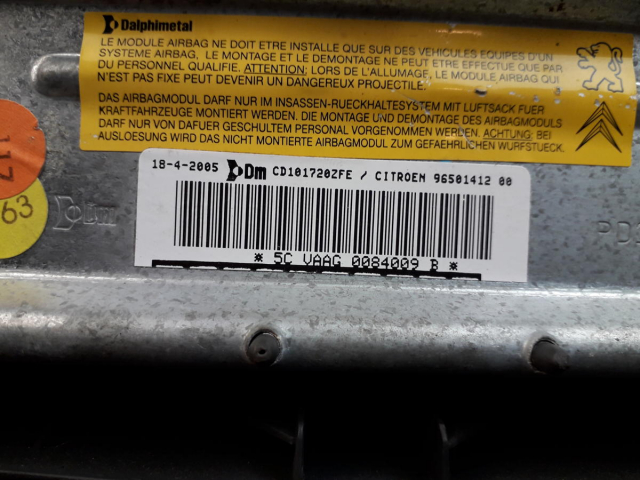 Dalphimetal
LE MODULE AIRBAG NE DOIT ETRE INSTALLE QUE SUR DES VEHICULES EQUIPES D'UN
SYSTEME AIRBAG, LE MONTAGE ET LE DEMONTAGE NE PEUT ETRE EFFECTUE QUE PAR
DU PERSONNEL QUALIFIE. ATTENTION: LORS DE L'ALLUMAGE, LE MODULE AIRBAG QUI
N'EST PAS FIXE PEUT DEVENIR UN DANGEREUX PROJECTILE.
DAS AIRBAGMODUL DARF NUR IM INSASSEN-RUECKHALTESYSTEM MIT LUFTSACK FUER
KRAFTFAHRZEUGE MONTIERT WERDEN. DIE MONTAGE UND DEMONTAGE DES AIRBAGMODULS
DARF NUR VON DAFUER GESCHULTEM PERSONAL VORGENOMMEN WERDEN. ACHTUNG: BEI
AUSLOESUNG WIRD DAS NICHT MONTIERTE AIRBAGMODUL ZUM GEFAEHRLICHEN WURFSTUECK.
18-4-2005 Dm CD101720ZFE / CITROEN 96501412 00
* 5C VAAG 0084009 B *
117
63
Dm